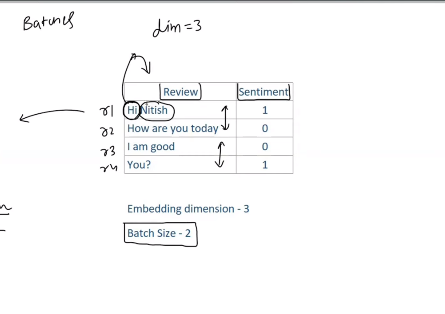 Batches
dim=3
Review Sentiment
r1 Hi Nitish 1
r2 How are you today 0
r3 I am good 0
r4 You? 1
Embedding dimension - 3
Batch Size - 2